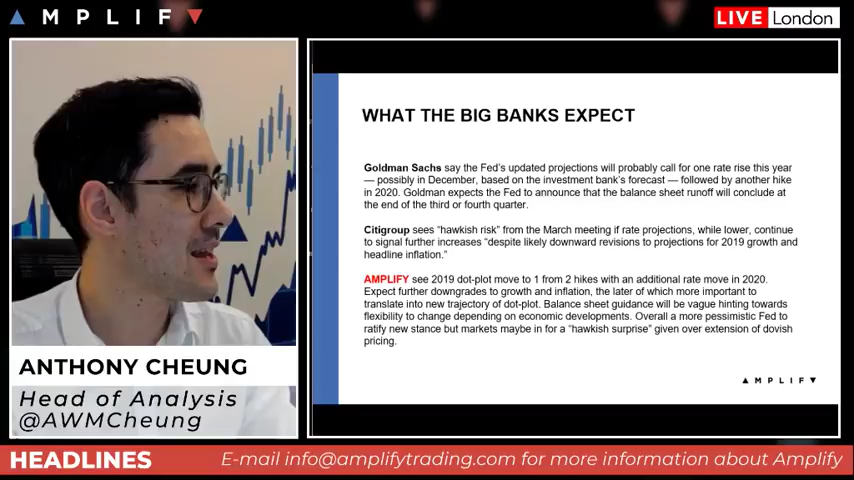 ▲ M P L I F ▼
LIVE London
WHAT THE BIG BANKS EXPECT
Goldman Sachs say the Fed's updated projections will probably call for one rate rise this year
— possibly in December, based on the investment bank's forecast — followed by another hike
in 2020. Goldman expects the Fed to announce that the balance sheet runoff will conclude at
the end of the third or fourth quarter.
Citigroup sees "hawkish risk" from the March meeting if rate projections, while lower, continue
to signal further increases "despite likely downward revisions to projections for 2019 growth and
headline inflation."
AMPLIFY see 2019 dot-plot move to 1 from 2 hikes with an additional rate move in 2020.
Expect further downgrades to growth and inflation, the later of which more important to
translate into new trajectory of dot-plot. Balance sheet guidance will be vague hinting towards
flexibility to change depending on economic developments. Overall a more pessimistic Fed to
ratify new stance but markets maybe in for a "hawkish surprise" given over extension of dovish
pricing.
▲ M P L I F ▼
ANTHONY CHEUNG
Head of Analysis
@AWMCheung
HEADLINES
E-mail info@amplifytrading.com for more information about Amplify